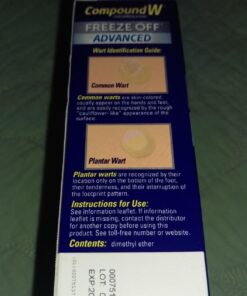 Compound W
FREEZE OFF
ADVANCED
Wart Identification Guide:
Common Wart
Common warts are skin-colored,
usually appear on the hands and feet,
and are easily recognized by the rough
"cauliflower-like" appearance of the
surface.
Plantar Wart
Plantar warts are recognized by their
location only on the bottom of the foot,
their tenderness, and their interruption of
the footprint pattern.
Instructions for Use:
See information leaflet. If information
leaflet is missing, contact the distributor
for another copy before using this
product. See toll-free number or website.
Contents: dimethyl ether
LOT:
EXP 20